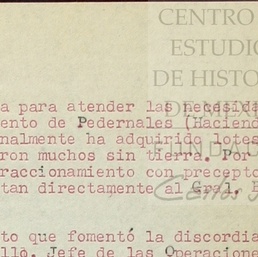 CENTRO
ESTUDIO
DE HISTO
a para atender las necesida
ento de Pedernales (Haciend
nalmente ha adquirido lotes
ron muchos sin tierra. Por
raccionamiento con precepto
tan directamente al Gral.
to que fomentó la discordia
llo, Jefe de las Operacione